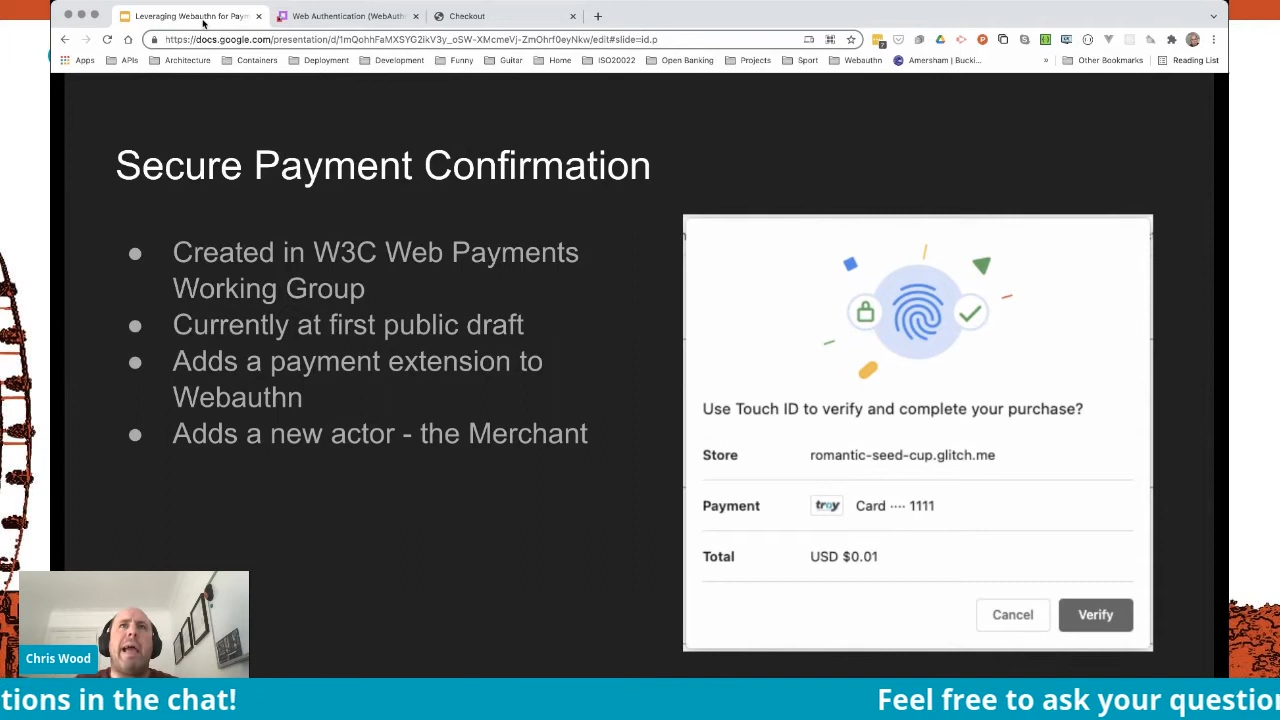 Leveraging Webauthn for Paym
Web Authentication (WebAuthn
Checkout
https://docs.google.com/presentation/d/1mQohhFaMXSYG2ikV3y_oSW-XMcmeVj-ZmOhrf0eyNkw/edit#slide=id.p
Apps
APIs
Architecture
Containers
Deployment
Development
Funny
Guitar
Home
ISO20022
Open Banking
Projects
Sport
Webauthn
Amersham | Bucki...
Other Bookmarks
Reading List
Secure Payment Confirmation
● Created in W3C Web Payments
Working Group
● Currently at first public draft
● Adds a payment extension to
Webauthn
● Adds a new actor - the Merchant
Use Touch ID to verify and complete your purchase?
Store romantic-seed-cup.glitch.me
Payment troy Card ···· 1111
Total USD $0.01
Cancel Verify
Chris Wood
tions in the chat!
Feel free to ask your question